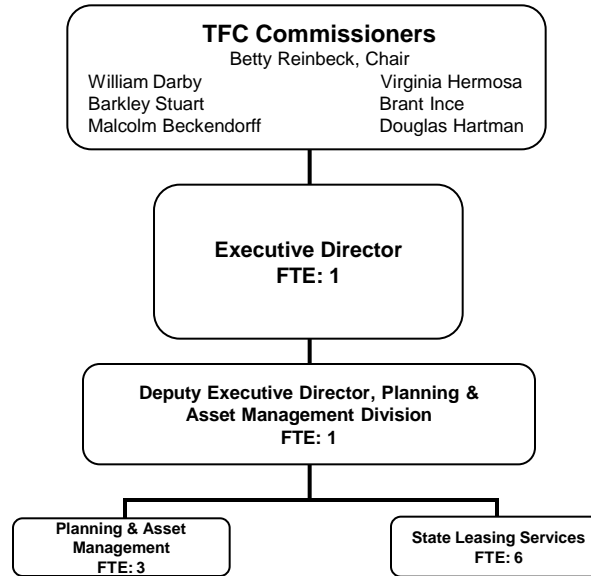 TFC Commissioners
Betty Reinbeck, Chair
William Darby Virginia Hermosa
Barkley Stuart Brant Ince
Malcolm Beckendorff Douglas Hartman
Executive Director
FTE: 1
Deputy Executive Director, Planning &
Asset Management Division
FTE: 1
Planning & Asset
Management
FTE: 3
State Leasing Services
FTE: 6